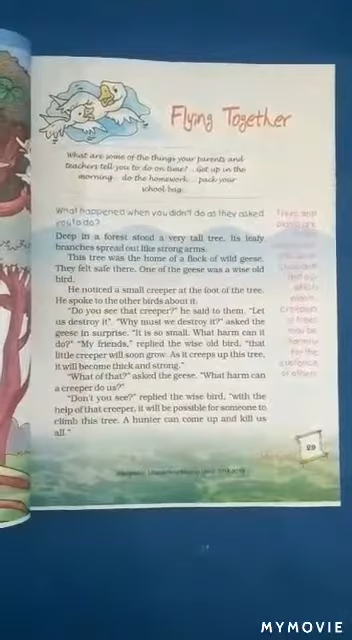 Flying Together
What are some of the things your parents and
teachers tell you to do on time? Get up in the
morning do the homework pack your
school bag
What happened when you didn't do as they asked
you to do?
Deep in a forest stood a very tall tree. Its leafy
branches spread out like strong arms.
This tree was the home of a flock of wild geese.
They felt safe there. One of the geese was a wise old
bird.
He noticed a small creeper at the foot of the tree.
He spoke to the other birds about it.
"Do you see that creeper?" he said to them. "Let
us destroy it". "Why must we destroy it?" asked the
geese in surprise. "It is so small. What harm can it
do?" "My friends," replied the wise old bird, "that
little creeper will soon grow. As it creeps up this tree,
it will become thick and strong."
"What of that?" asked the geese. "What harm can
a creeper do us?"
"Don't you see?" replied the wise bird, "with the
help of that creeper, it will be possible for someone to
climb this tree. A hunter can come up and kill us
all."
plants are
creepers
may be
harmful
for the
of others
29
MYMOVIE